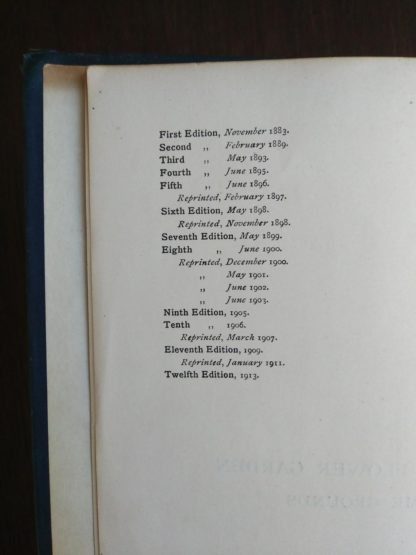 First Edition, November 1883.
Second ,, February 1889.
Third ,, May 1893.
Fourth ,, June 1895.
Fifth ,, June 1896.
Reprinted, February 1897.
Sixth Edition, May 1898.
Reprinted, November 1898.
Seventh Edition, May 1899.
Eighth ,, June 1900.
Reprinted, December 1900.
,, May 1901.
,, June 1902.
,, June 1903.
Ninth Edition, 1905.
Tenth ,, 1906.
Reprinted, March 1907.
Eleventh Edition, 1909.
Reprinted, January 1911.
Twelfth Edition, 1913.
FLOWER GARDEN
GROUNDS